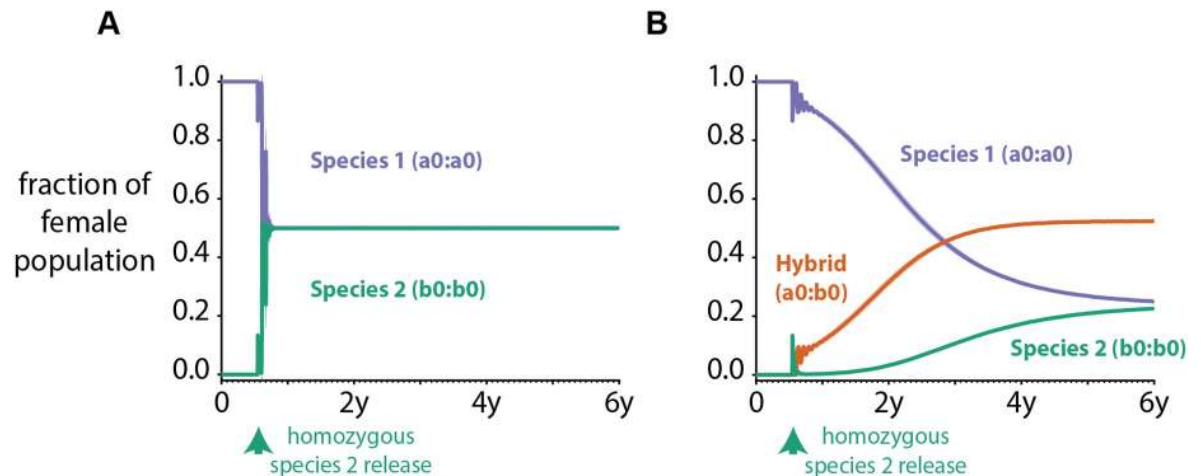 A
fraction of
female
population
1.0
0.8
0.6
0.4
0.2
0.0
Species 1 (a0:a0)
Species 2 (b0:b0)
0 2y 4y 6y
homozygous
species 2 release
B
1.0
0.8
0.6
0.4
0.2
0.0
Species 1 (a0:a0)
Hybrid
(a0:b0)
Species 2 (b0:b0)
0 2y 4y 6y
homozygous
species 2 release